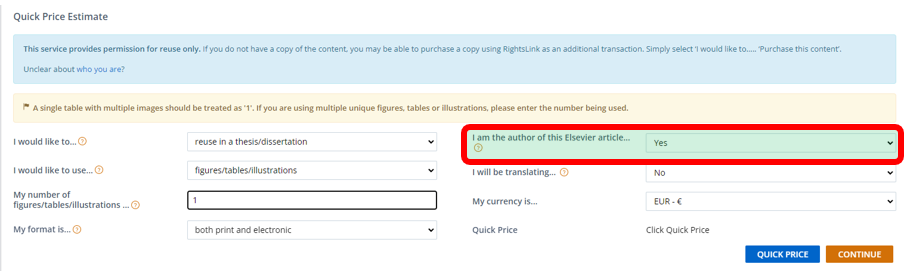 Quick Price Estimate
This service provides permission for reuse only. If you do not have a copy of the content, you may be able to purchase a copy using RightsLink as an additional transaction. Simply select 'I would like to..... 'Purchase this content'.
Unclear about who you are?
A single table with multiple images should be treated as '1'. If you are using multiple unique figures, tables or illustrations, please enter the number being used.
I would like to... ? reuse in a thesis/dissertation
I would like to use... ? figures/tables/illustrations
My number of
figures/tables/illustrations ... ? 1
My format is... ? both print and electronic
I am the author of this Elsevier article... Yes
?
I will be translating... ? No
My currency is... EUR - €
Quick Price Click Quick Price
QUICK PRICE CONTINUE